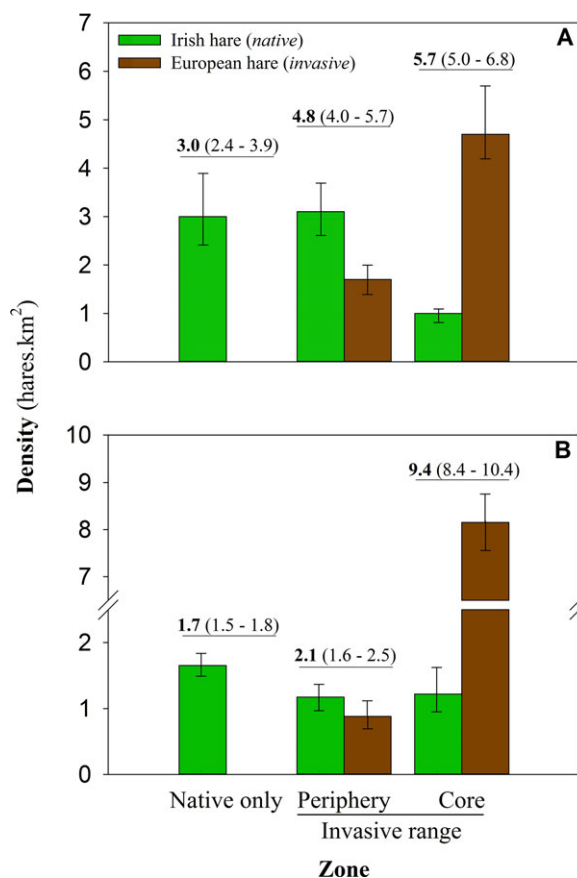 7
A
Irish hare (native)
European hare (invasive)
6
5.7 (5.0 - 6.8)
5
4.8 (4.0 - 5.7)
4
3.0 (2.4 - 3.9)
3
2
1
0
Density (hares.km²)
10
B
9.4 (8.4 - 10.4)
9
8
7
1.7 (1.5 - 1.8)
2.1 (1.6 - 2.5)
2
1
0
Native only
Periphery
Core
Invasive range
Zone